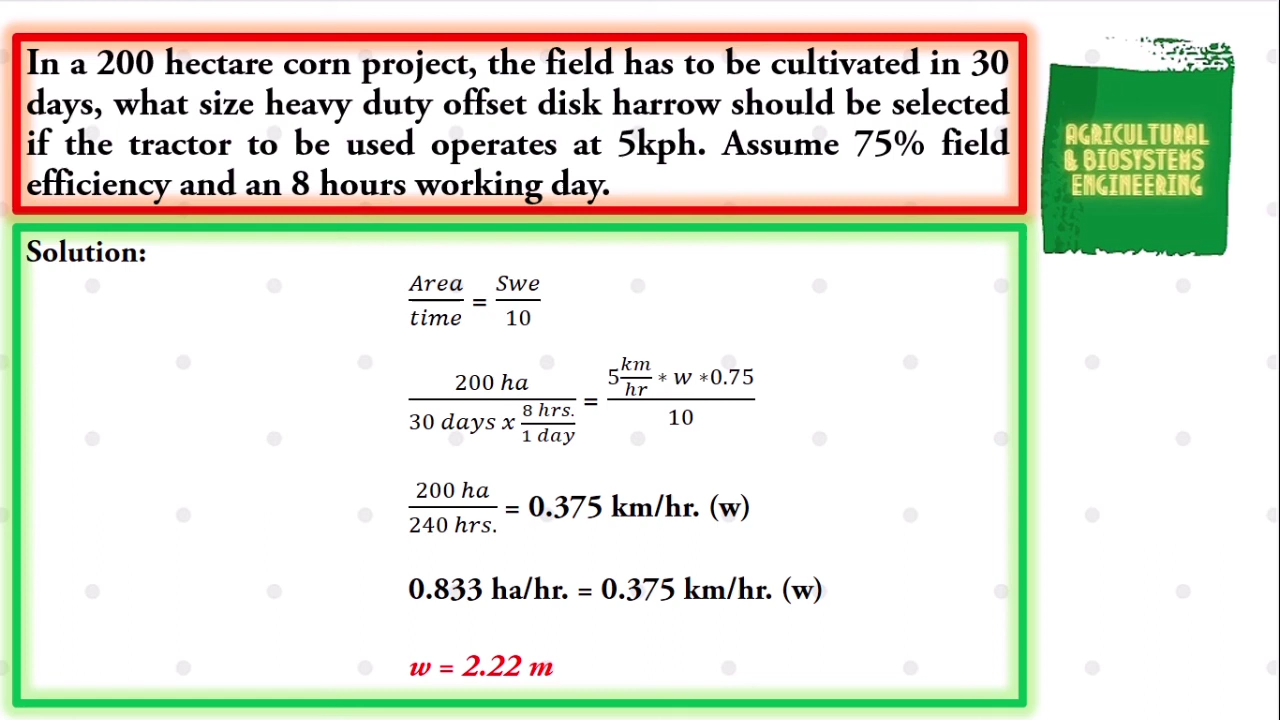 In a 200 hectare corn project, the field has to be cultivated in 30
days, what size heavy duty offset disk harrow should be selected
if the tractor to be used operates at 5kph. Assume 75% field
efficiency and an 8 hours working day.
AGRICULTURAL
& BIOSYSTEMS
ENGINEERING
Solution:
Area/time = Swe/10
200 ha/30 days x 8 hrs./1 day = 5 km/hr * w *0.75/10
200 ha/240 hrs. = 0.375 km/hr. (w)
0.833 ha/hr. = 0.375 km/hr. (w)
w = 2.22 m